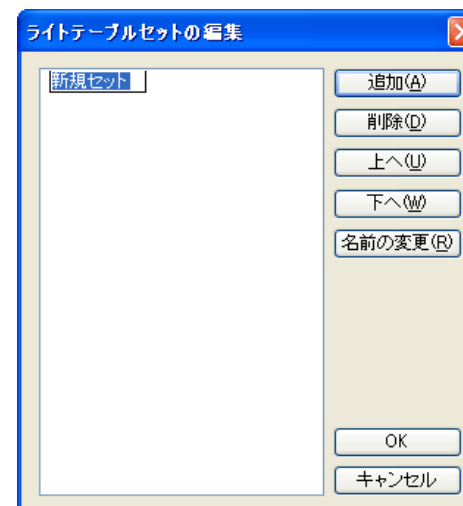 ライトテーブルセットの編集
新規セット
追加(A)
削除(D)
上へ(U)
下へ(W)
名前の変更(R)
OK
キャンセル